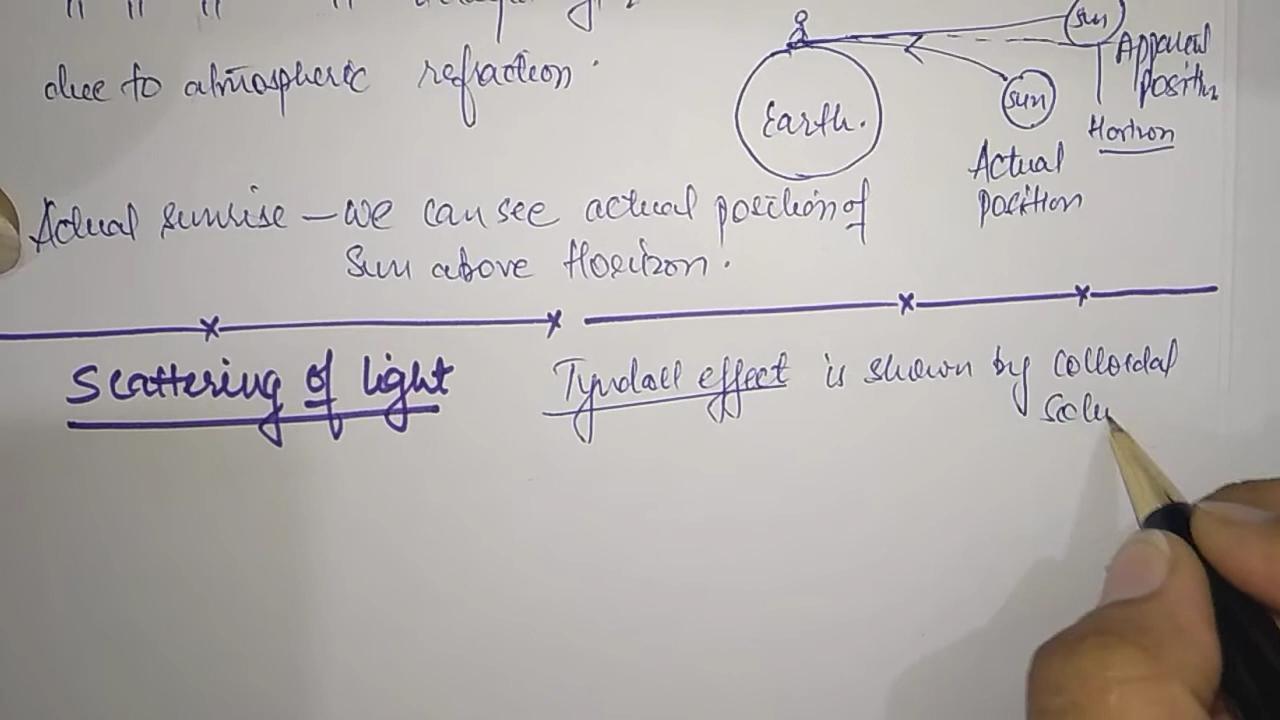 due to atmospheric refraction.
Sun
Apparent
position
Earth.
Sun
Horizon
Actual
position
Actual sunrise – we can see actual position of
Sun above Horizon.
Scattering of light
Tyndall effect is shown by colloidal
Solu